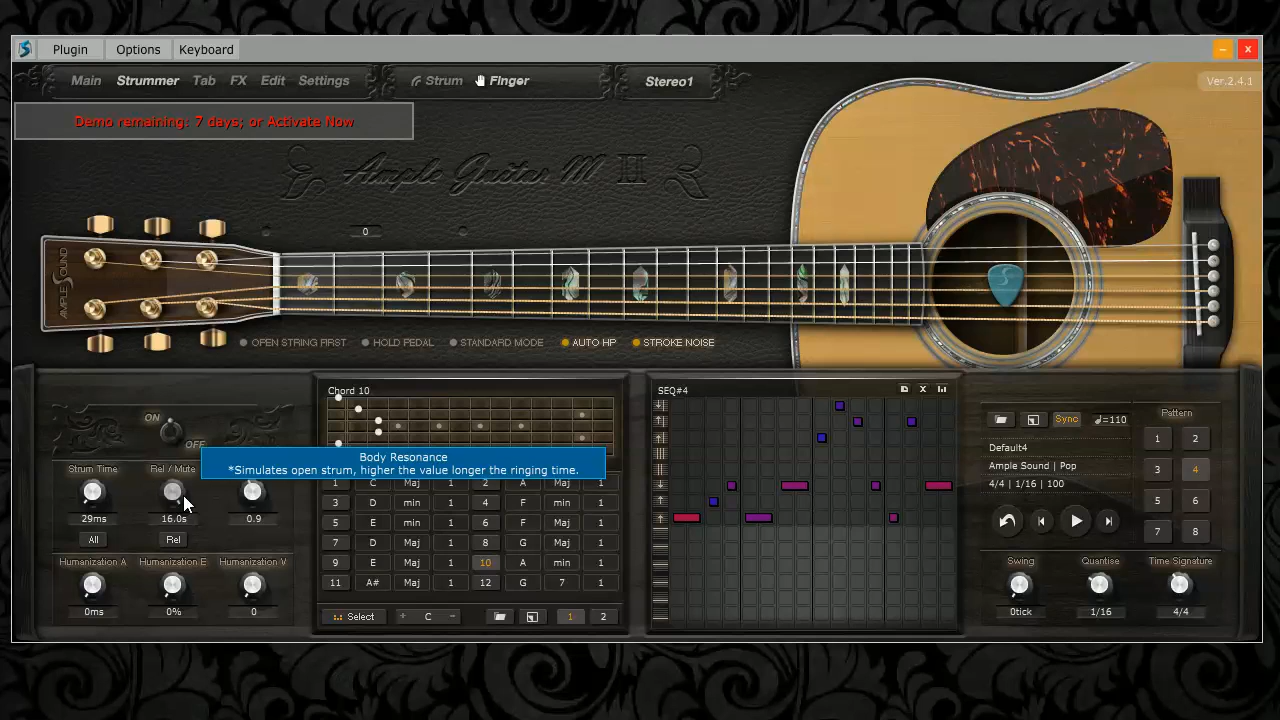 Plugin Options Keyboard
Main Strummer Tab FX Edit Settings Strum Finger Stereo1
Ver.2.4.1
Demo remaining: 7 days; or Activate Now
Ample Guitar M II
0
AMPLE SOUND
OPEN STRING FIRST HOLD PEDAL STANDARD MODE AUTO HP STROKE NOISE
ON
OFF
Strum Time Rel / Mute
29ms 16.0s 0.9
All Rel
Humanization A Humanization E Humanization V
0ms 0% 0
Chord 10
Body Resonance
*Simulates open strum, higher the value longer the ringing time.
1 C Maj 1 2 A Maj 1
3 D min 1 4 F Maj 1
5 E min 1 6 F Maj 1
7 D Maj 1 8 G Maj 1
9 E Maj 1 10 A min 1
11 A# Maj 1 12 G 7 1
Select + C - 1 2
SEQ#4 X
Sync =110
Default4
Ample Sound | Pop
4/4 | 1/16 | 100
Pattern
1 2
3 4
5 6
7 8
Swing Quantise Time Signature
0tick 1/16 4/4